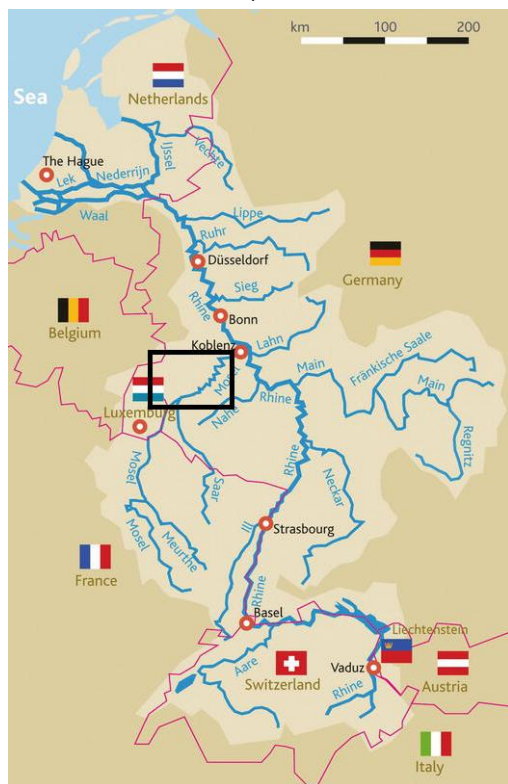 km 100 200
Sea
Netherlands
The Hague
Lek
Nederrijn
IJssel
Vechte
Waal
Lippe
Ruhr
Düsseldorf
Germany
Sieg
Rhine
Bonn
Belgium
Koblenz
Lahn
Mosel
Main
Fränkische Saale
Main
Rhine
Nahe
Luxemburg
Regnitz
Mosel
Saar
Rhine
Neckar
Mosel
Meurthe
Ill
Strasbourg
France
Rhine
Basel
Liechtenstein
Aare
Switzerland
Vaduz
Rhine
Austria
Italy